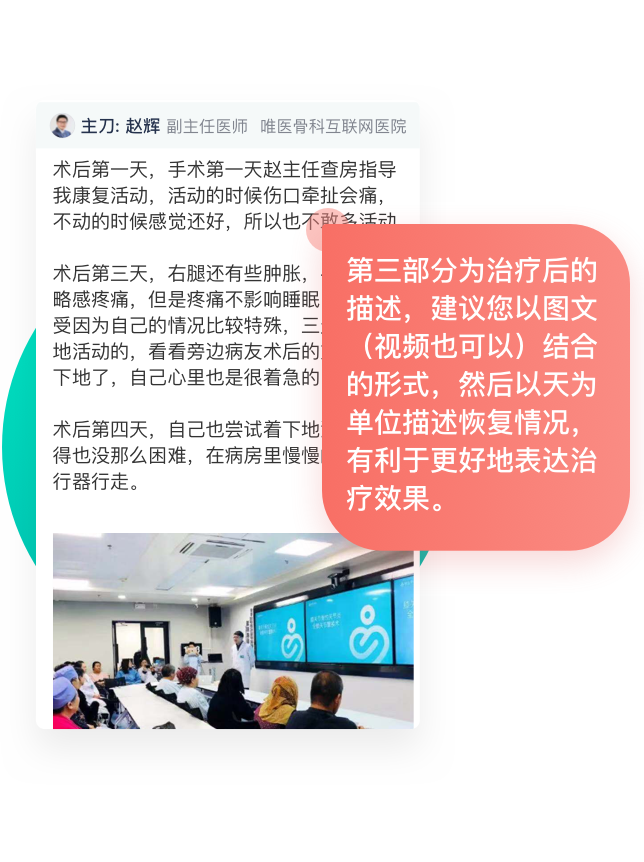 主刀: 赵辉 副主任医师 唯医骨科互联网医院
术后第一天，手术第一天赵主任查房指导
我康复活动，活动的时候伤口牵扯会痛，
不动的时候感觉还好，所以也不敢多活动
术后第三天，右腿还有些肿胀，
略感疼痛，但是疼痛不影响睡眠
受因为自己的情况比较特殊，三
地活动的，看看旁边病友术后的
下地了，自己心里也是很着急的
术后第四天，自己也尝试着下地
得也没那么困难，在病房里慢慢
行器行走。
第三部分为治疗后的
描述，建议您以图文
（视频也可以）结合
的形式，然后以天为
单位描述恢复情况，
有利于更好地表达治
疗效果。